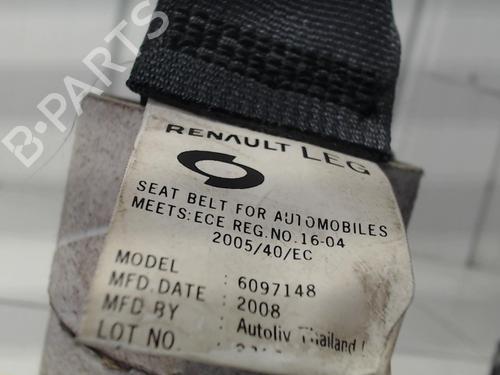 B-PARTS
RENAULT LEG
SEAT BELT FOR AUTOMOBILES
MEETS:ECE REG.NO.16-04
2005/40/EC
MODEL : 6097148
MFD.DATE : 2008
MFD BY : Autoliv Thailand
LOT NO.